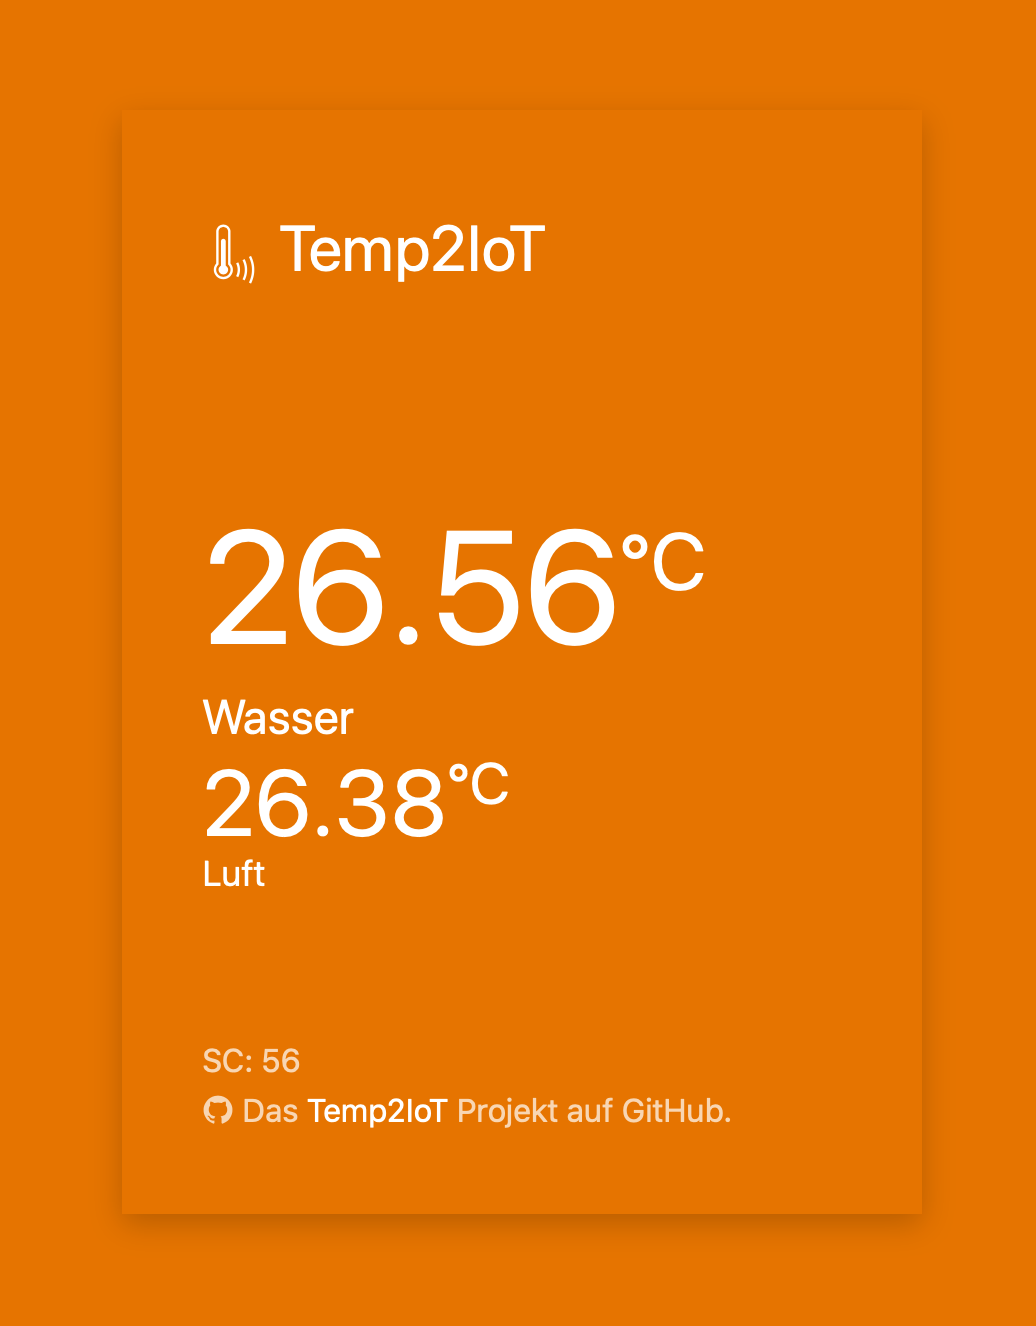 Temp2IoT
26.56°C
Wasser
26.38°C
Luft
SC: 56
Das Temp2IoT Projekt auf GitHub.